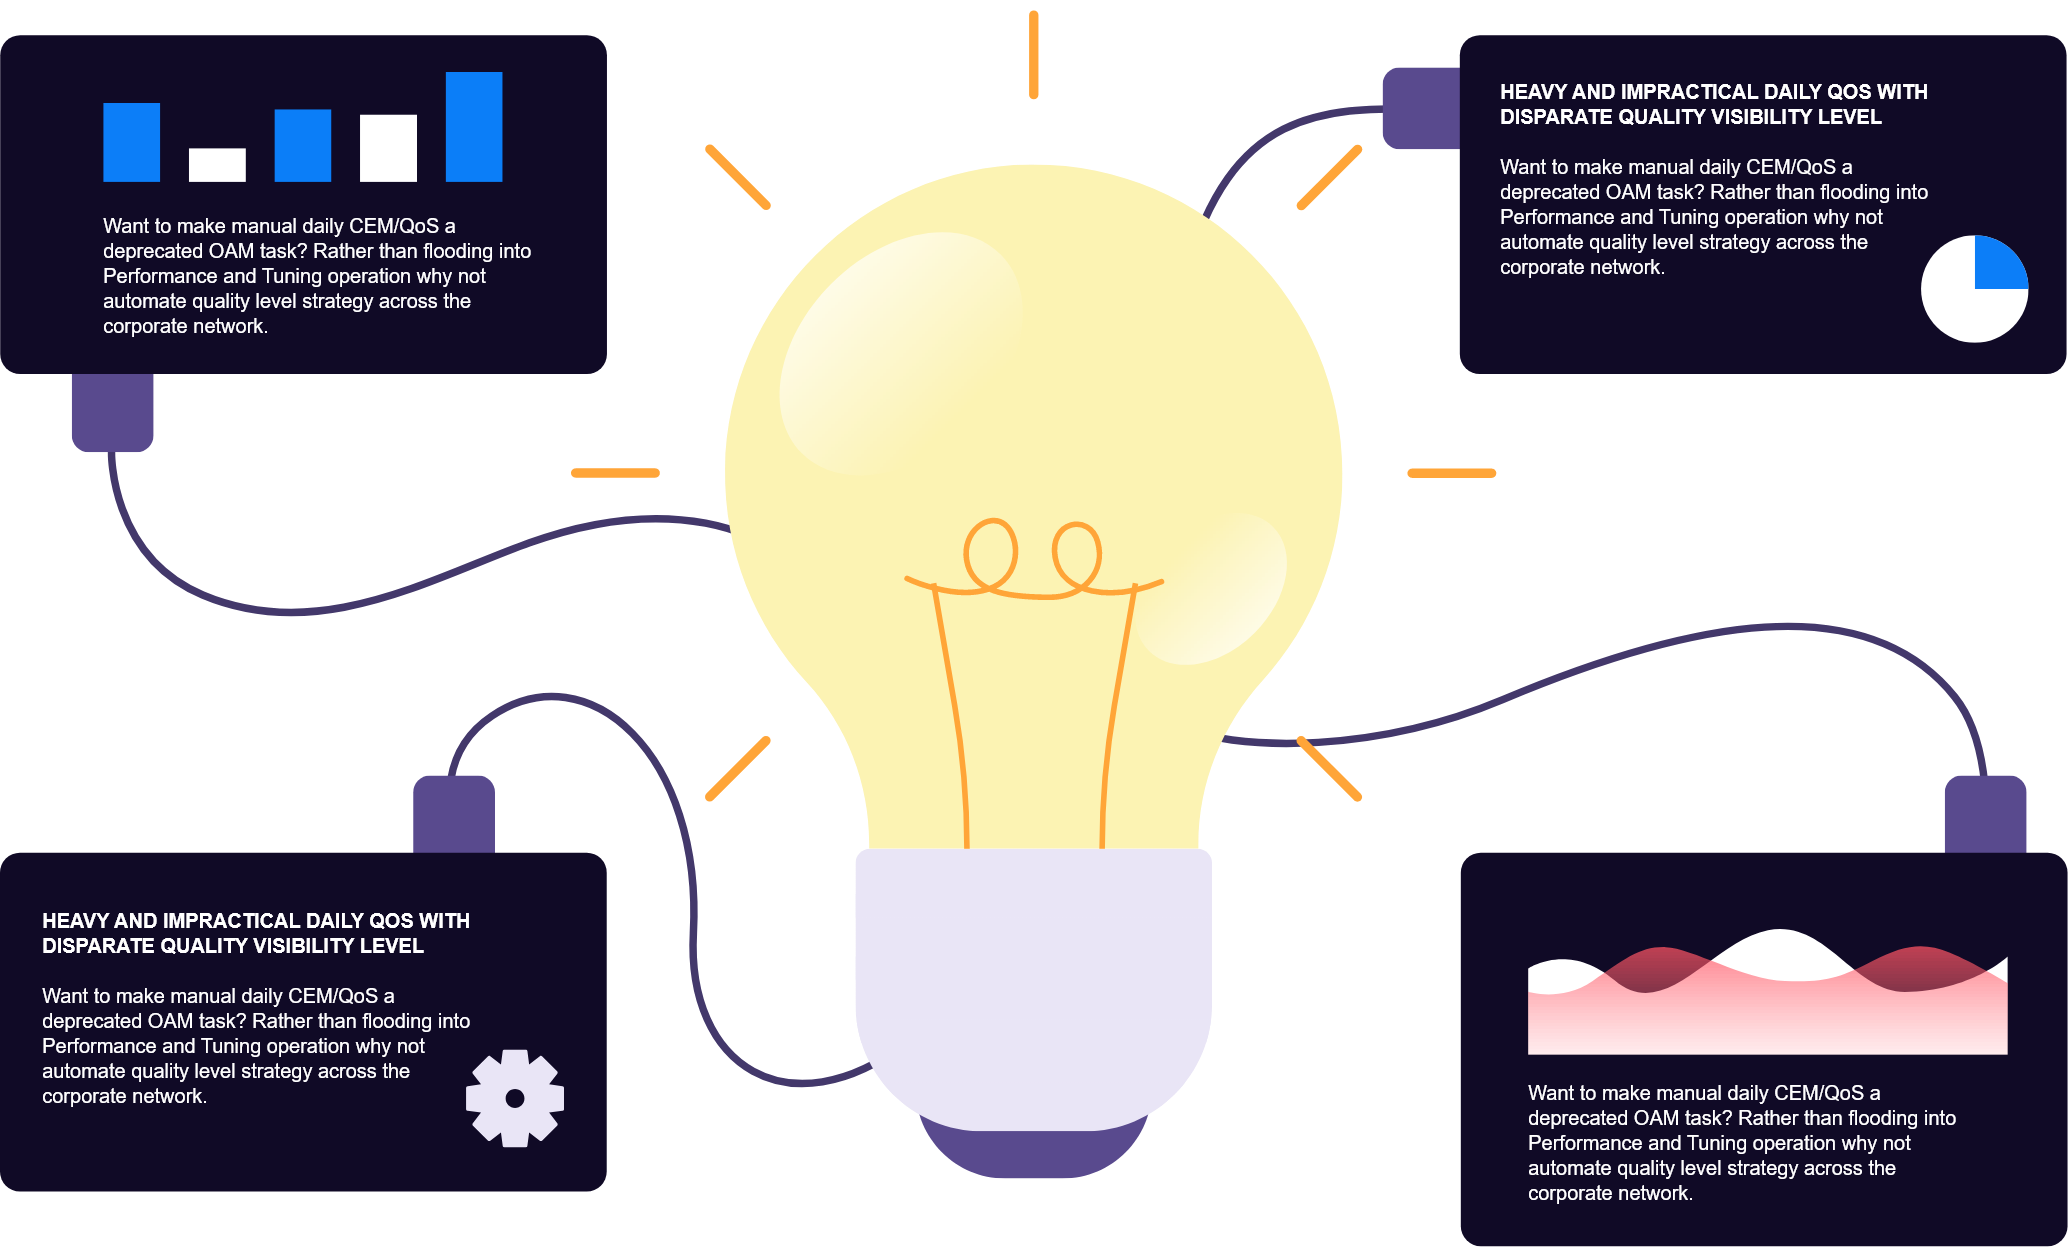 Want to make manual daily CEM/QoS a
deprecated OAM task? Rather than flooding into
Performance and Tuning operation why not
automate quality level strategy across the
corporate network.
HEAVY AND IMPRACTICAL DAILY QOS WITH
DISPARATE QUALITY VISIBILITY LEVEL
Want to make manual daily CEM/QoS a
deprecated OAM task? Rather than flooding into
Performance and Tuning operation why not
automate quality level strategy across the
corporate network.
HEAVY AND IMPRACTICAL DAILY QOS WITH
DISPARATE QUALITY VISIBILITY LEVEL
Want to make manual daily CEM/QoS a
deprecated OAM task? Rather than flooding into
Performance and Tuning operation why not
automate quality level strategy across the
corporate network.
Want to make manual daily CEM/QoS a
deprecated OAM task? Rather than flooding into
Performance and Tuning operation why not
automate quality level strategy across the
corporate network.